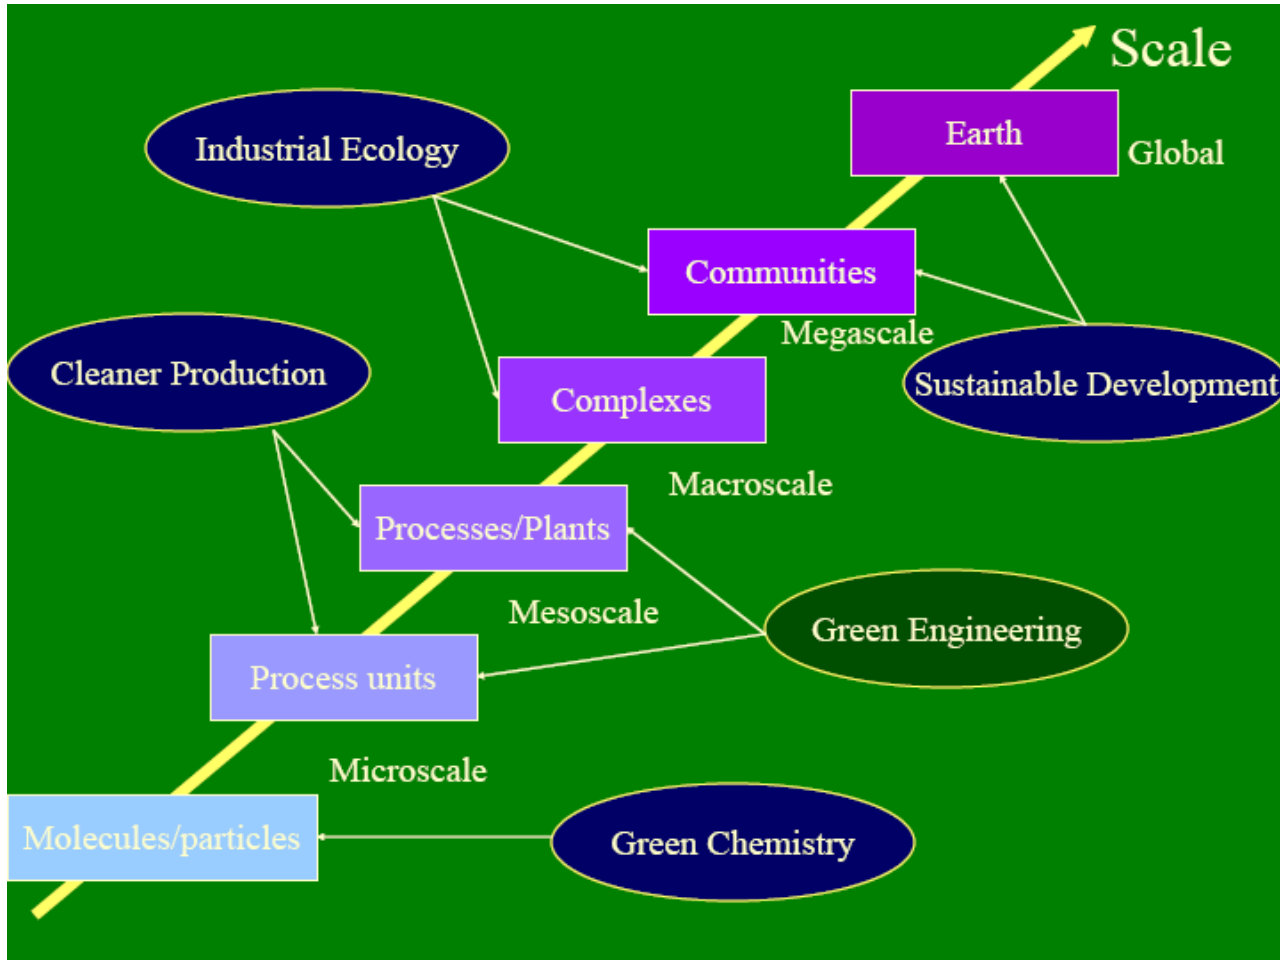 Scale
Earth
Global
Industrial Ecology
Communities
Megascale
Cleaner Production
Sustainable Development
Complexes
Macroscale
Processes/Plants
Mesoscale
Green Engineering
Process units
Microscale
Molecules/particles
Green Chemistry